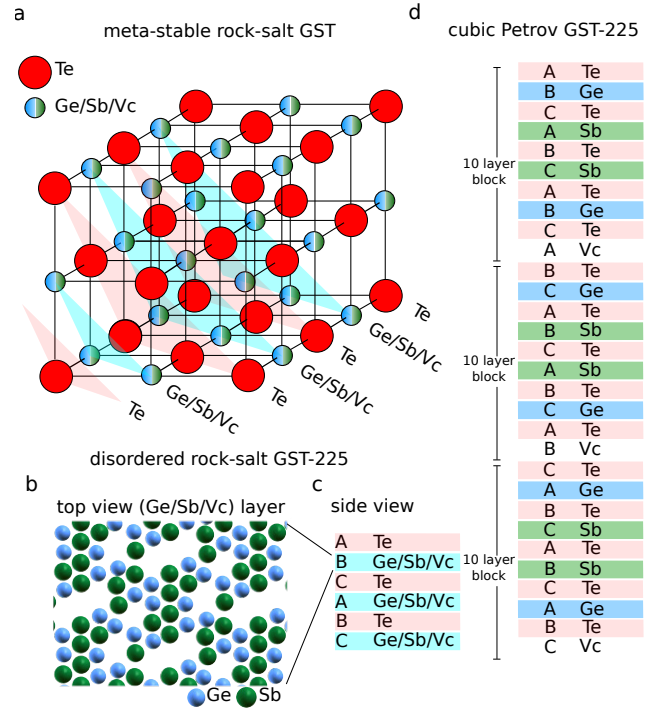 a
meta-stable rock-salt GST
Te
Ge/Sb/Vc
Te
Ge/Sb/Vc
Te
Ge/Sb/Vc
Te
Ge/Sb/Vc
Te
disordered rock-salt GST-225
b
top view (Ge/Sb/Vc) layer
Ge Sb
c
side view
A Te
B Ge/Sb/Vc
C Te
A Ge/Sb/Vc
B Te
C Ge/Sb/Vc
d
cubic Petrov GST-225
10 layer
block
A Te
B Ge
C Te
A Sb
B Te
C Sb
A Te
B Ge
C Te
A Vc
10 layer
block
B Te
C Ge
A Te
B Sb
C Te
A Sb
B Te
C Ge
A Te
B Vc
10 layer
block
C Te
A Ge
B Te
C Sb
A Te
B Sb
C Te
A Ge
B Te
C Vc